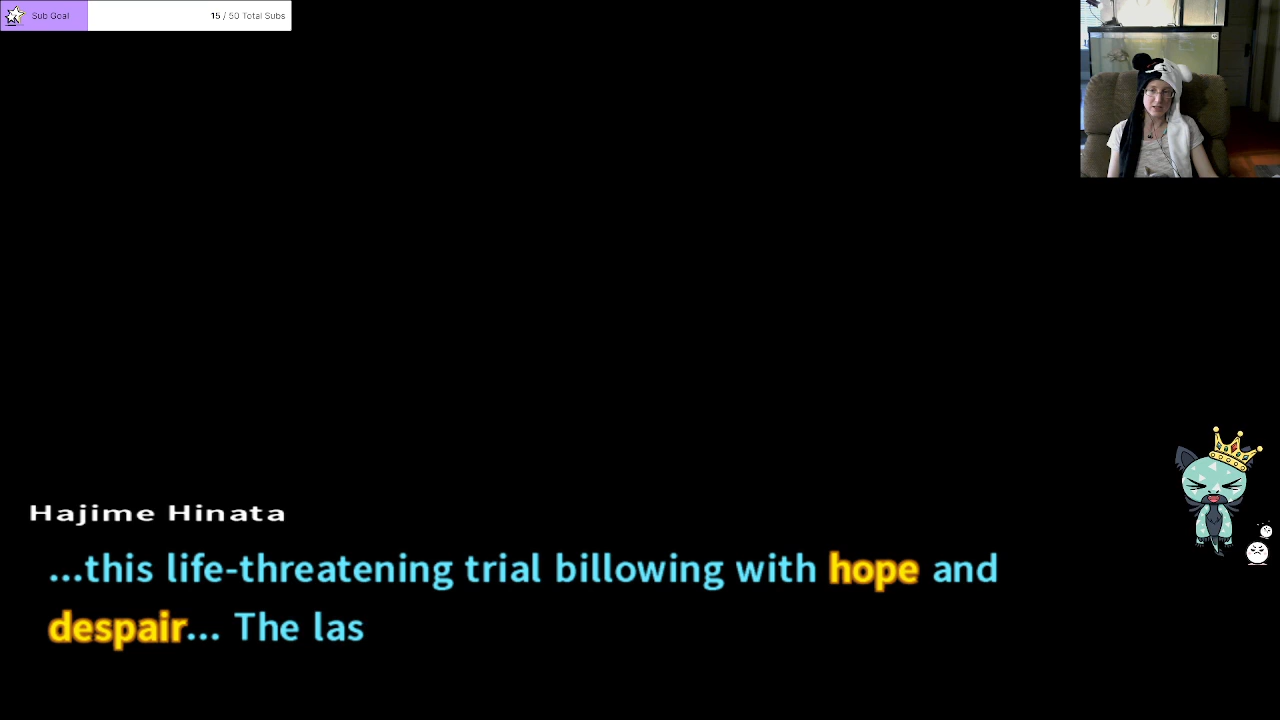 Sub Goal
15 / 50 Total Subs
Hajime Hinata
...this life-threatening trial billowing with hope and
despair... The las